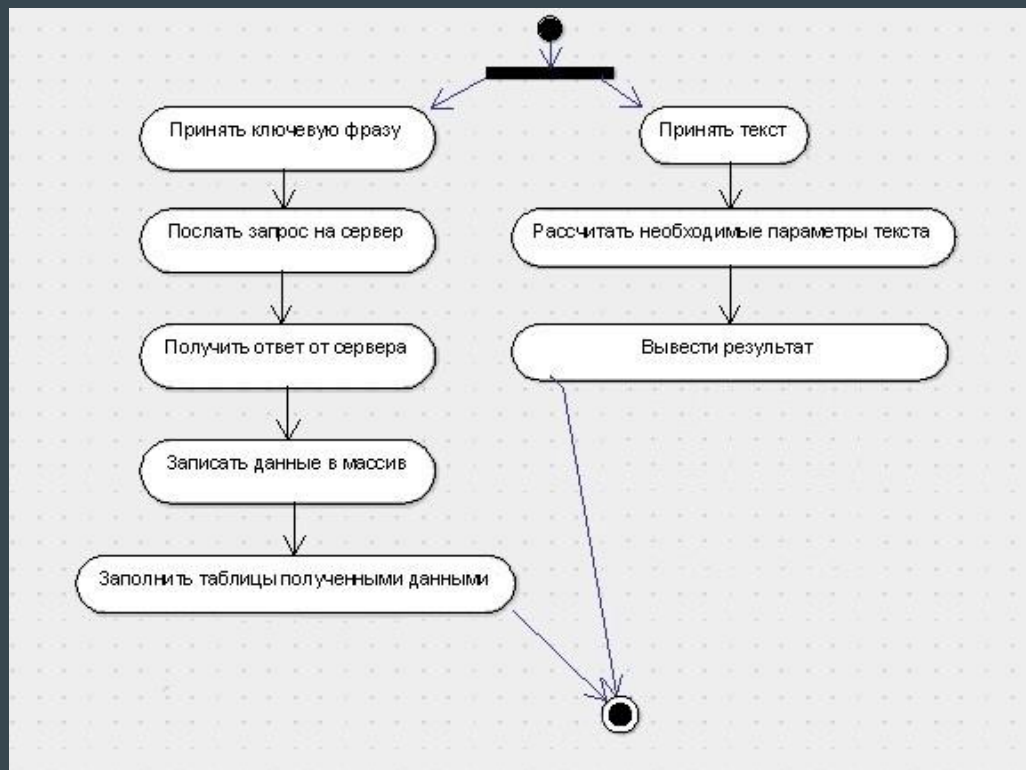 Принять ключевую фразу
Принять текст
Послать запрос на сервер
Рассчитать необходимые параметры текста
Получить ответ от сервера
Вывести результат
Записать данные в массив
Заполнить таблицы полученными данными